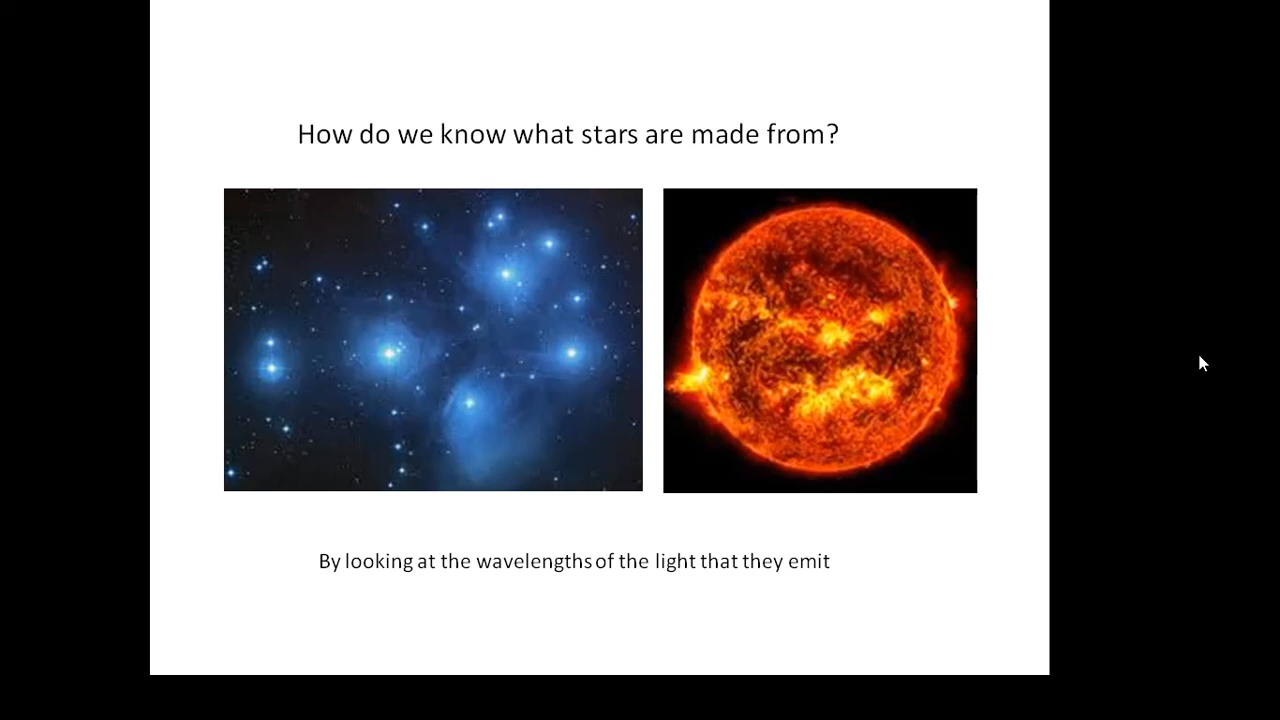 How do we know what stars are made from?
By looking at the wavelengths of the light that they emit